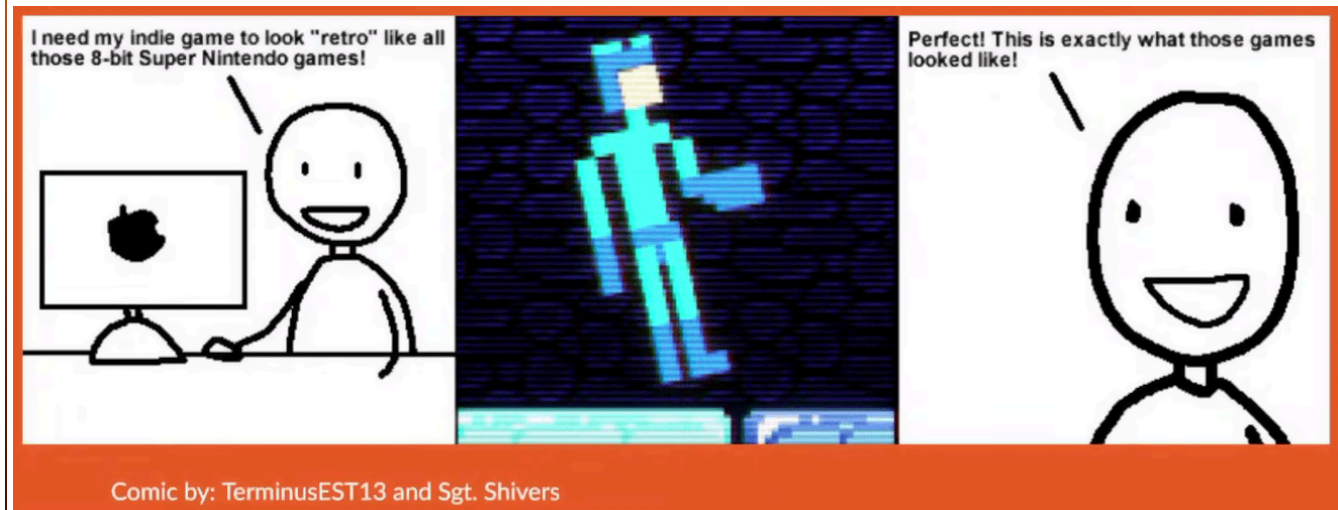 I need my indie game to look "retro" like all
those 8-bit Super Nintendo games!
Perfect! This is exactly what those games
looked like!
Comic by: TerminusEST13 and Sgt. Shivers